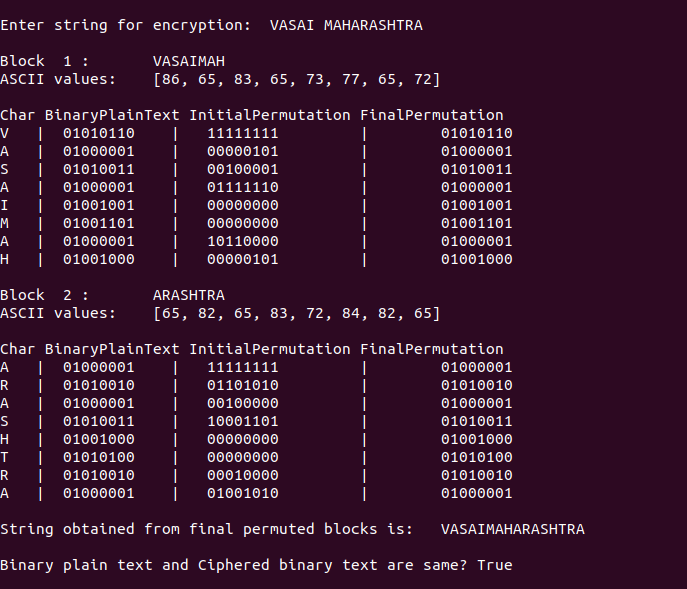 Enter string for encryption:  VASAI MAHARASHTRA
Block  1 :       VASAIMAH
ASCII values:    [86, 65, 83, 65, 73, 77, 65, 72]
Char BinaryPlainText InitialPermutation FinalPermutation
V   |  01010110    |   11111111         |        01010110
A   |  01000001    |   00000101         |        01000001
S   |  01010011    |   00100001         |        01010011
A   |  01000001    |   01111110         |        01000001
I   |  01001001    |   00000000         |        01001001
M   |  01001101    |   00000000         |        01001101
A   |  01000001    |   10110000         |        01000001
H   |  01001000    |   00000101         |        01001000
Block  2 :       ARASHTRA
ASCII values:    [65, 82, 65, 83, 72, 84, 82, 65]
Char BinaryPlainText InitialPermutation FinalPermutation
A   |  01000001    |   11111111         |        01000001
R   |  01010010    |   01101010         |        01010010
A   |  01000001    |   00100000         |        01000001
S   |  01010011    |   10001101         |        01010011
H   |  01001000    |   00000000         |        01001000
T   |  01010100    |   00000000         |        01010100
R   |  01010010    |   00010000         |        01010010
A   |  01000001    |   01001010         |        01000001
String obtained from final permuted blocks is:   VASAIMAHARASHTRA
Binary plain text and Ciphered binary text are same? True